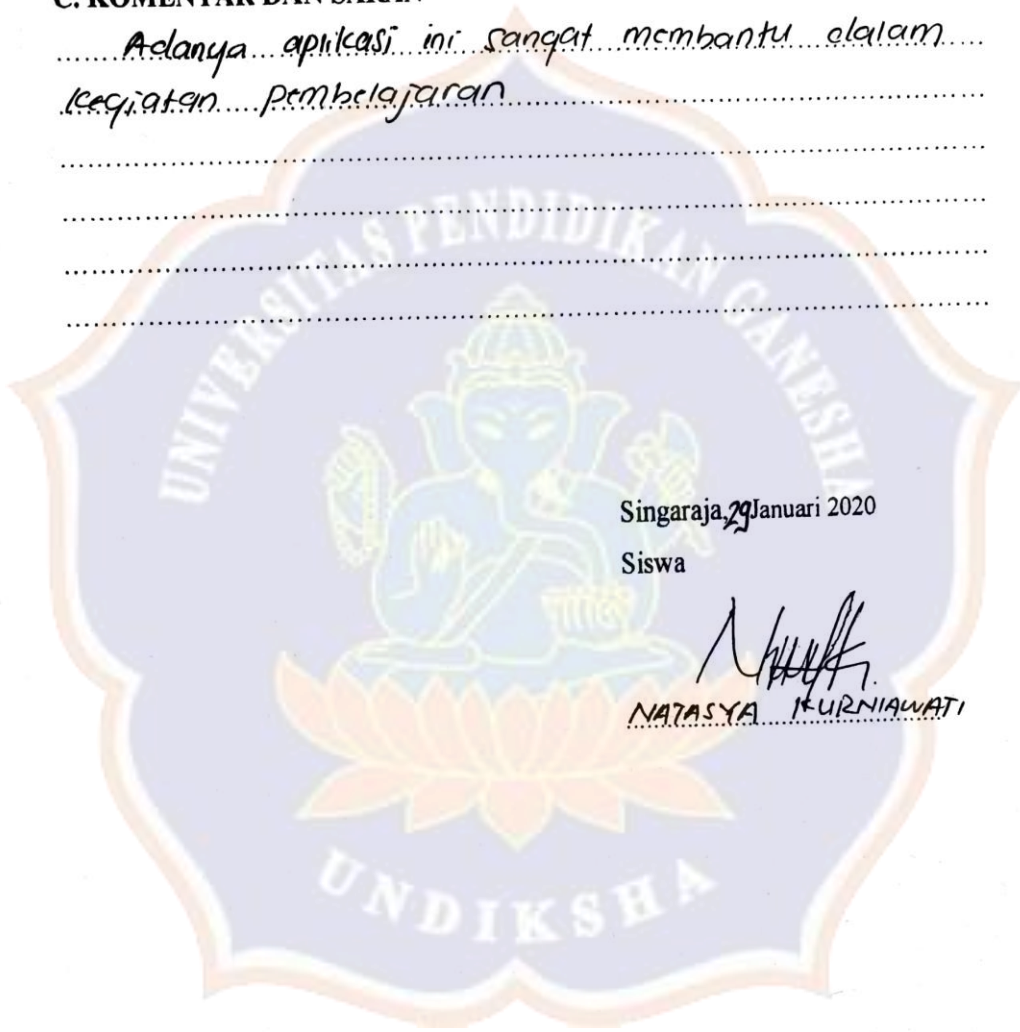 C. KOMENTAR DAN SARAN
Adanya aplikasi ini sangat membantu dalam
kegiatan pembelajaran
UNIVERSITAS PENDIDIKAN GANESHA
Singaraja, 29 Januari 2020
Siswa
NATASYA KURNIAWATI
UNDIKSHA